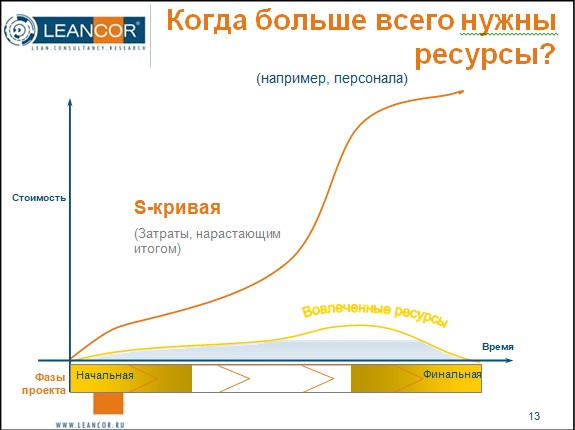 LEANCOR®
LEAN.CONSULTANCY.RESEARCH
Когда больше всего нужны
ресурсы?
(например, персонала)
Стоимость
S-кривая
(Затраты, нарастающим
итогом)
Вовлеченные ресурсы
Время
Фазы
проекта
Начальная
Финальная
WWW.LEANCOR.RU
13